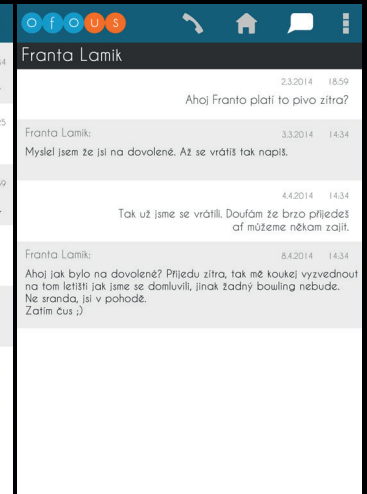 ofous
Franta Lamik
2.3.2014 18:59
Ahoj Franto platí to pivo zítra?
Franta Lamik: 3.3.2014 14:34
Myslel jsem že jsi na dovolené. Až se vrátíš tak napiš.
4.4.2014 14:34
Tak už jsme se vrátili. Doufám že brzo přijedeš
ať můžeme někam zajít.
Franta Lamik: 8.4.2014 14:34
Ahoj jak bylo na dovolené? Přijedu zítra, tak mě koukej vyzvednout
na tom letišti jak jsme se domluvili, jinak žadný bowling nebude.
Ne sranda, jsi v pohodě.
Zatím čus ;)